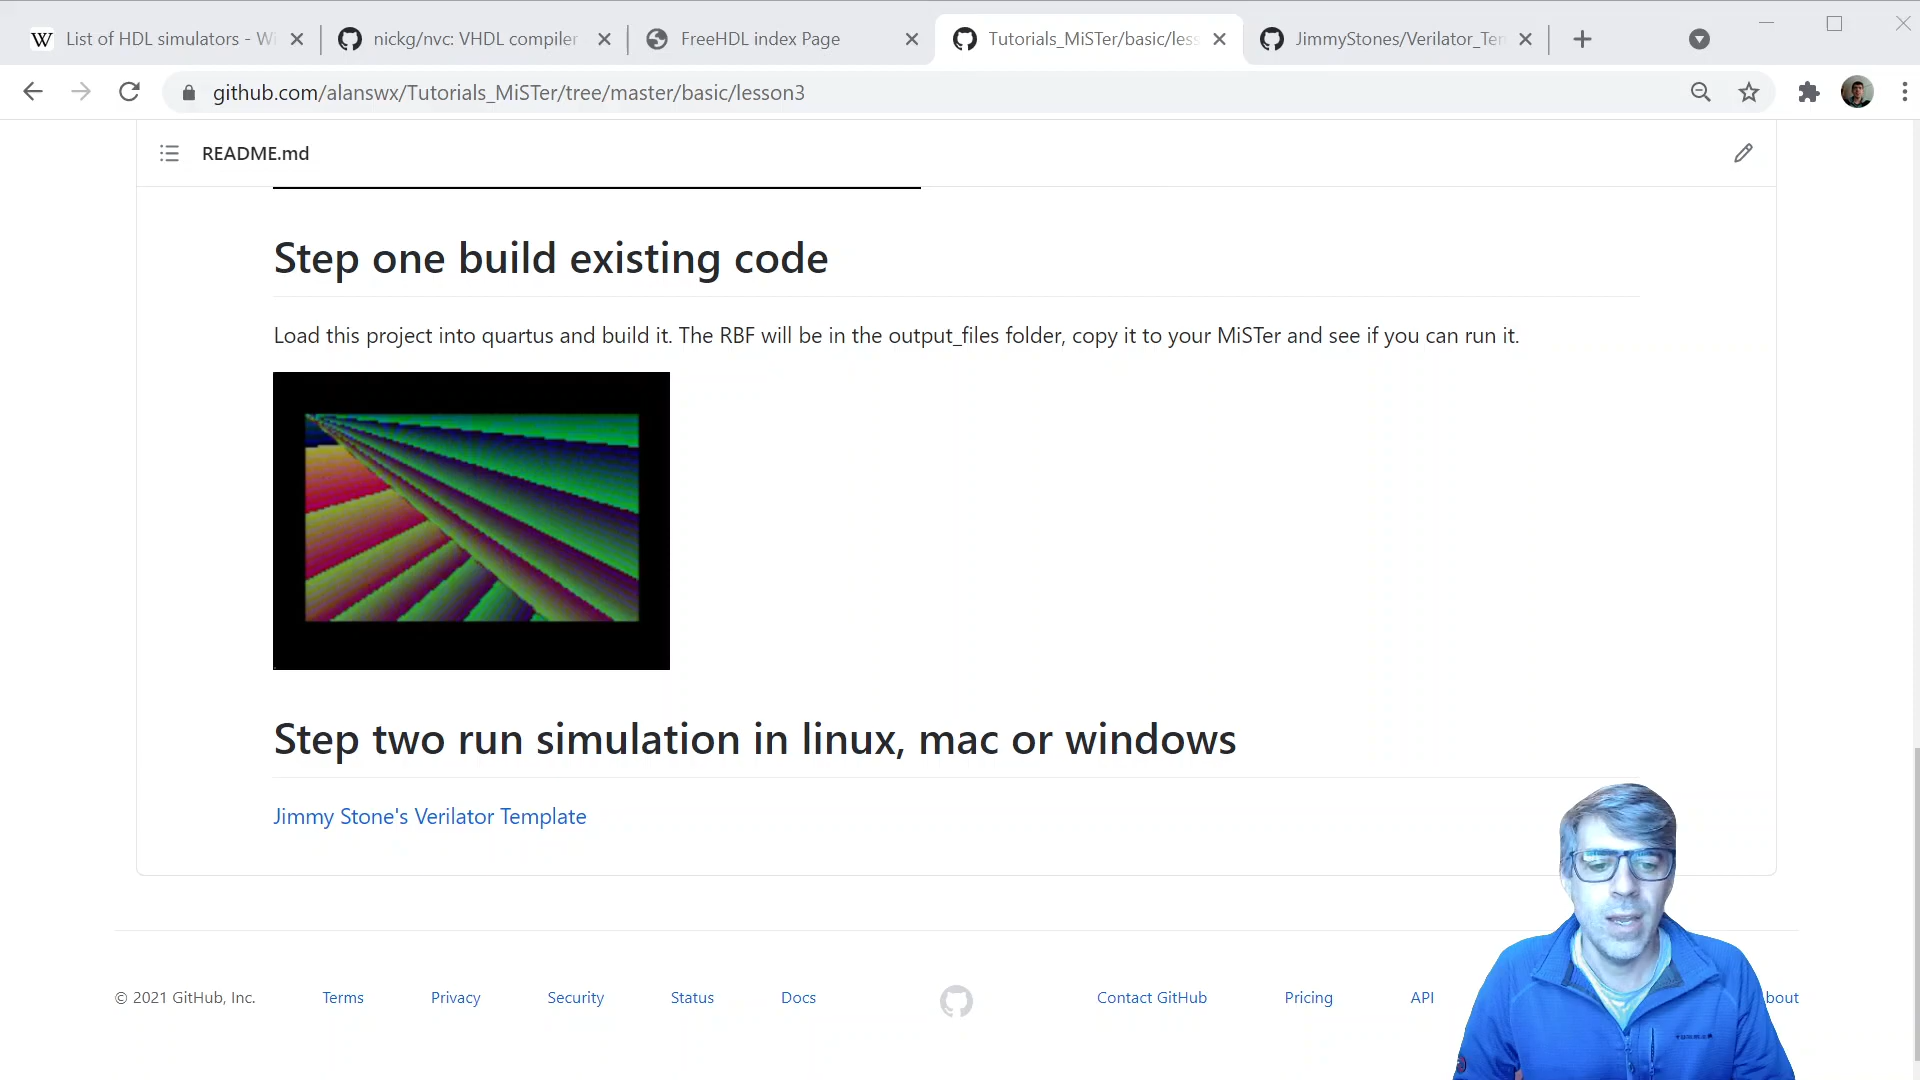 List of HDL simulators - Wi
nickg/nvc: VHDL compiler
FreeHDL index Page
Tutorials_MiSTer/basic/less
JimmyStones/Verilator_Tem
github.com/alanswx/Tutorials_MiSTer/tree/master/basic/lesson3
README.md
Step one build existing code
Load this project into quartus and build it. The RBF will be in the output_files folder, copy it to your MiSTer and see if you can run it.
Step two run simulation in linux, mac or windows
Jimmy Stone's Verilator Template
© 2021 GitHub, Inc.
Terms
Privacy
Security
Status
Docs
Contact GitHub
Pricing
API
bout